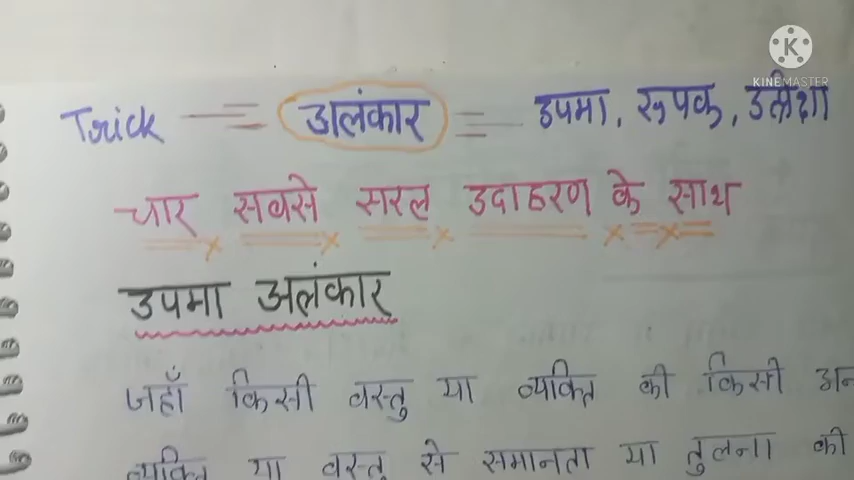 KINEMASTER
Trick = अलंकार = उपमा, रूपक, उत्प्रेक्षा
चार सबसे सरल उदाहरण के साथ
उपमा अलंकार
जहाँ किसी वस्तु या व्यक्ति की किसी अन
व्यक्ति या वस्तु से समानता या तुलना की